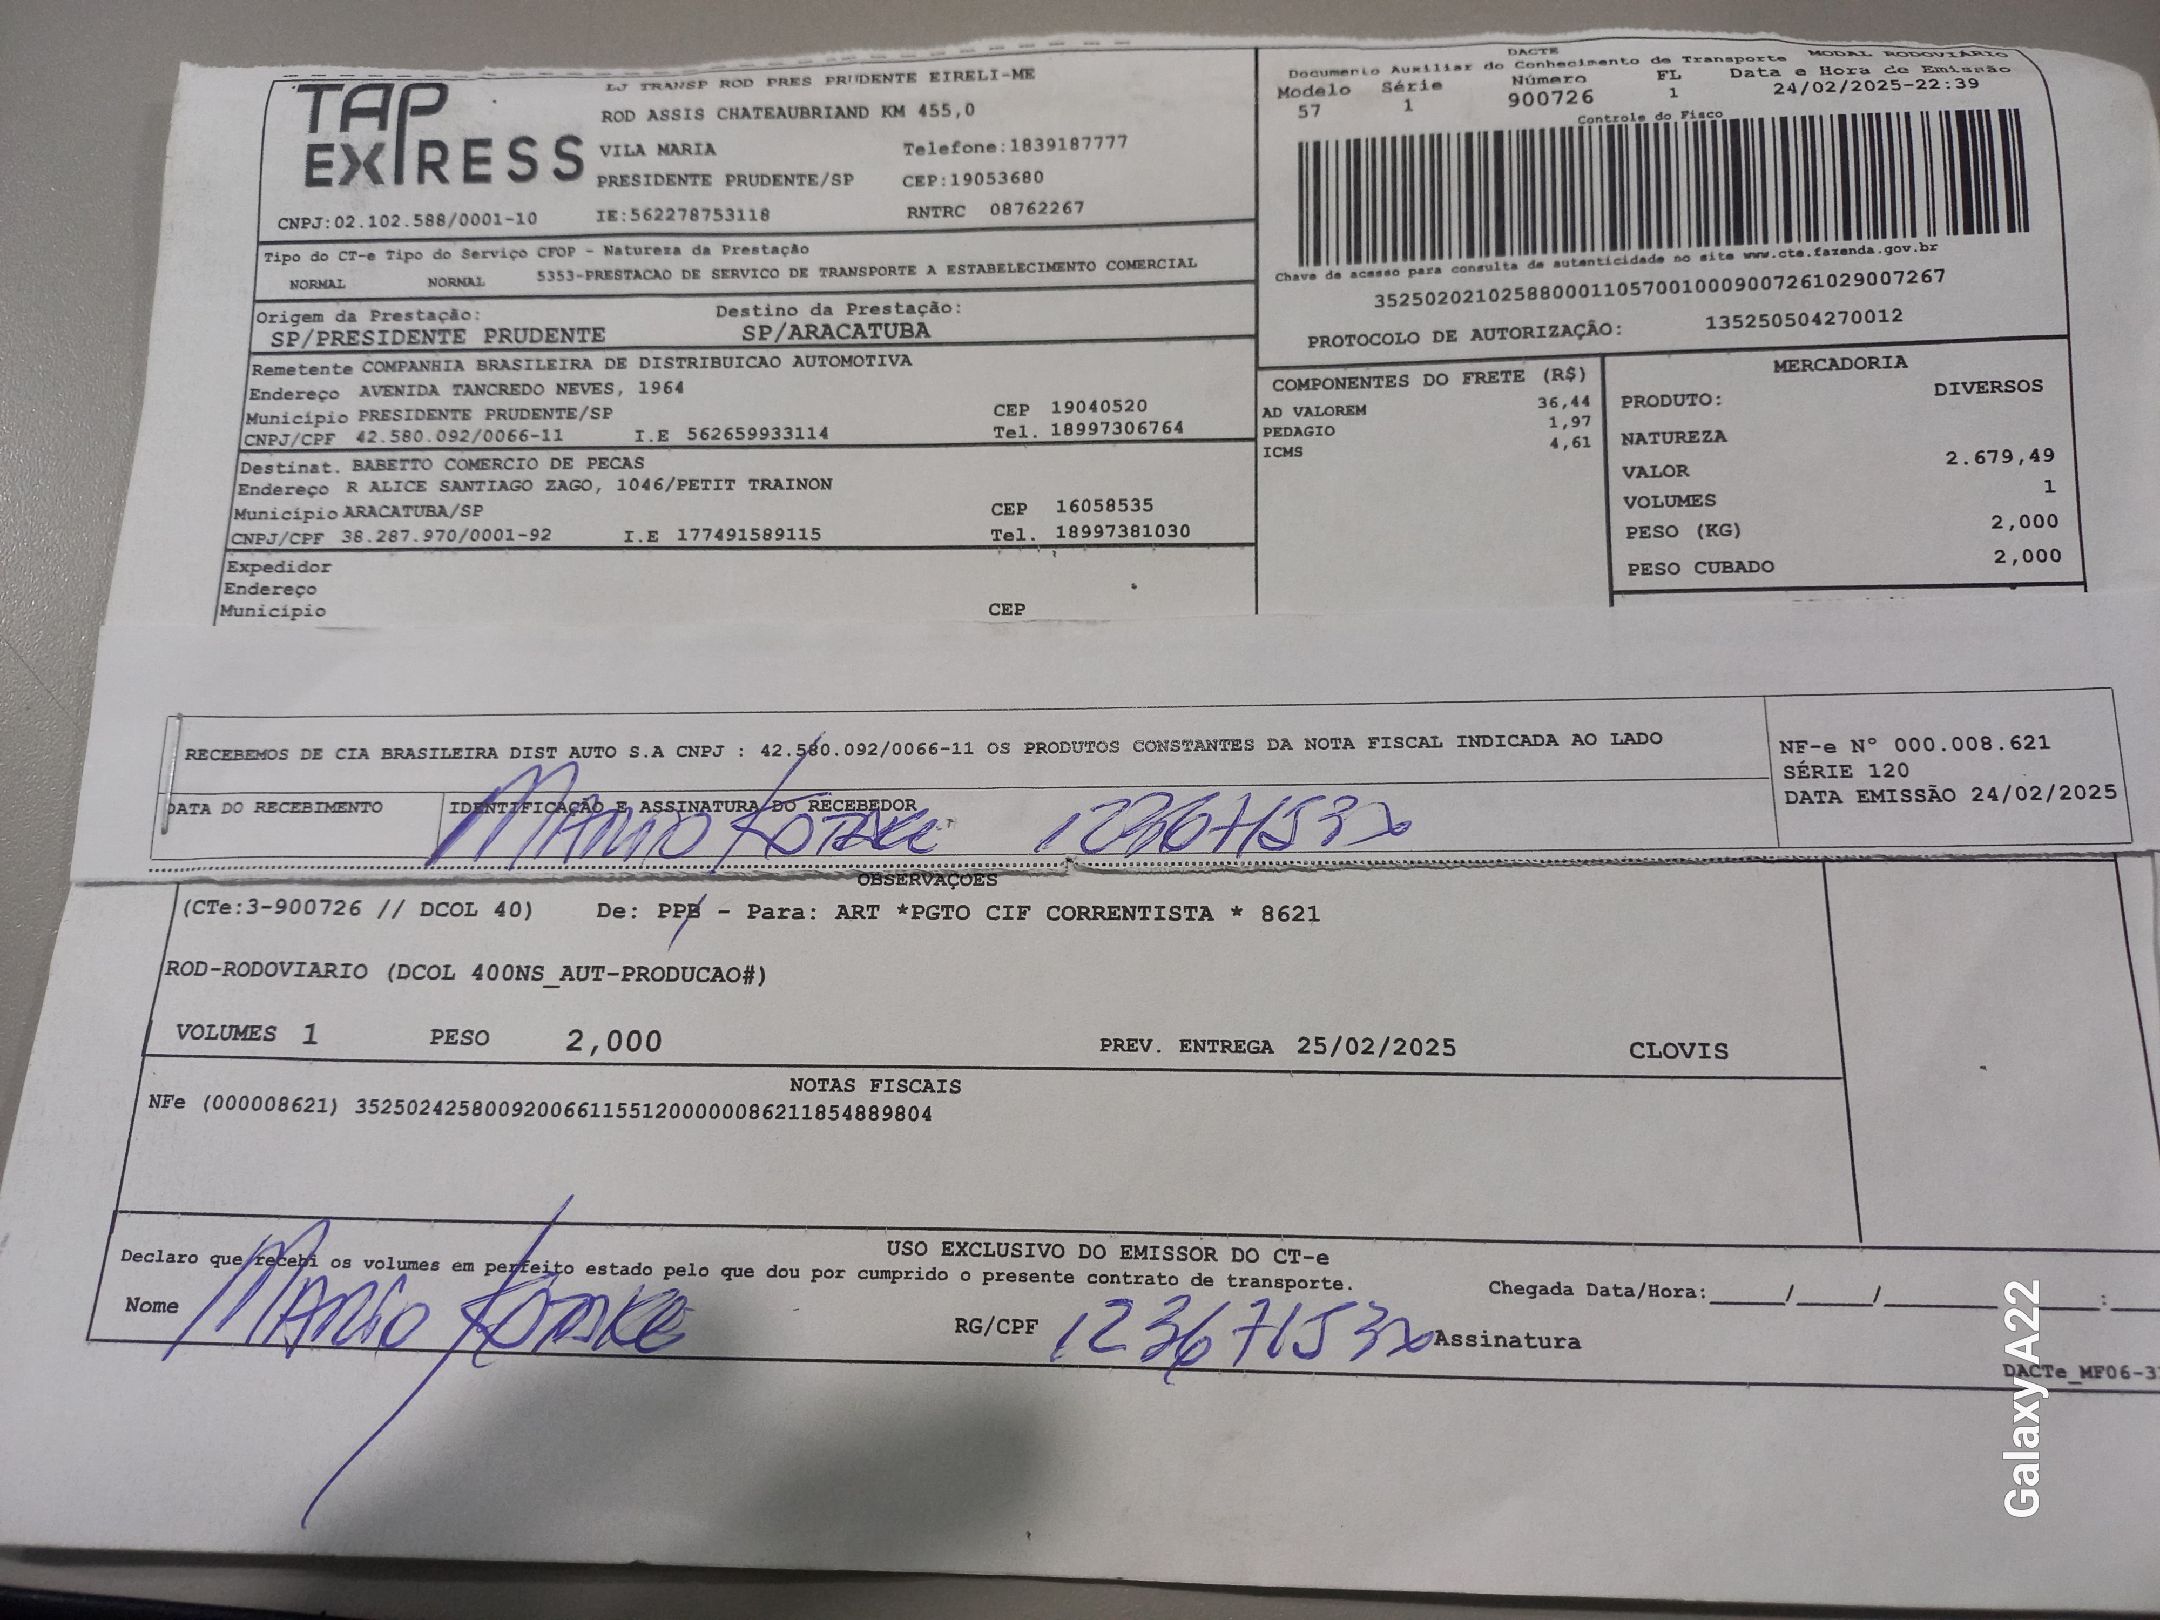 TAP EXPRESS
LJ TRANSP ROD PRES PRUDENTE EIRELI-ME
ROD ASSIS CHATEAUBRIAND KM 455,0
VILA MARIA Telefone:1839187777
PRESIDENTE PRUDENTE/SP CEP:19053680
CNPJ:02.102.588/0001-10 IE:562278753118 RNTRC 08762267
Tipo do CT-e Tipo do Serviço CFOP - Natureza da Prestação
NORMAL NORMAL 5353-PRESTACAO DE SERVICO DE TRANSPORTE A ESTABELECIMENTO COMERCIAL
Origem da Prestação: Destino da Prestação:
SP/PRESIDENTE PRUDENTE SP/ARACATUBA
Remetente COMPANHIA BRASILEIRA DE DISTRIBUICAO AUTOMOTIVA
Endereço AVENIDA TANCREDO NEVES, 1964
Município PRESIDENTE PRUDENTE/SP CEP 19040520
CNPJ/CPF 42.580.092/0066-11 I.E 562659933114 Tel. 18997306764
Destinat. BABETTO COMERCIO DE PECAS
Endereço R ALICE SANTIAGO ZAGO, 1046/PETIT TRAINON
Município ARACATUBA/SP CEP 16058535
CNPJ/CPF 38.287.970/0001-92 I.E 177491589115 Tel. 18997381030
Expedidor
Endereço
Município CEP
DACTE MODAL RODOVIÁRIO
Documento Auxiliar do Conhecimento de Transporte
Modelo Série Número FL Data e Hora de Emissão
57 1 900726 1 24/02/2025-22:39
Controle do Fisco
Chave de acesso para consulta de autenticidade no site www.cte.fazenda.gov.br
35250202102588000110570010009007261029007267
PROTOCOLO DE AUTORIZAÇÃO: 135250504270012
COMPONENTES DO FRETE (R$)
AD VALOREM 36,44
PEDAGIO 1,97
ICMS 4,61
MERCADORIA
PRODUTO: DIVERSOS
NATUREZA
VALOR 2.679,49
VOLUMES 1
PESO (KG) 2,000
PESO CUBADO 2,000
RECEBEMOS DE CIA BRASILEIRA DIST AUTO S.A CNPJ : 42.580.092/0066-11 OS PRODUTOS CONSTANTES DA NOTA FISCAL INDICADA AO LADO
DATA DO RECEBIMENTO IDENTIFICAÇÃO E ASSINATURA DO RECEBEDOR
NF-e Nº 000.008.621
SÉRIE 120
DATA EMISSÃO 24/02/2025
OBSERVAÇOES
(CTe:3-900726 // DCOL 40) De: PPB - Para: ART *PGTO CIF CORRENTISTA * 8621
ROD-RODOVIARIO (DCOL 400NS_AUT-PRODUCAO#)
VOLUMES 1 PESO 2,000 PREV. ENTREGA 25/02/2025 CLOVIS
NOTAS FISCAIS
NFe (000008621) 35250242580092006611551200000086211854889804
USO EXCLUSIVO DO EMISSOR DO CT-e
Declaro que recebi os volumes em perfeito estado pelo que dou por cumprido o presente contrato de transporte.
Chegada Data/Hora:_____/_____/_____ _____:
Nome RG/CPF Assinatura
DACTe_MF06-3
Galaxy A22